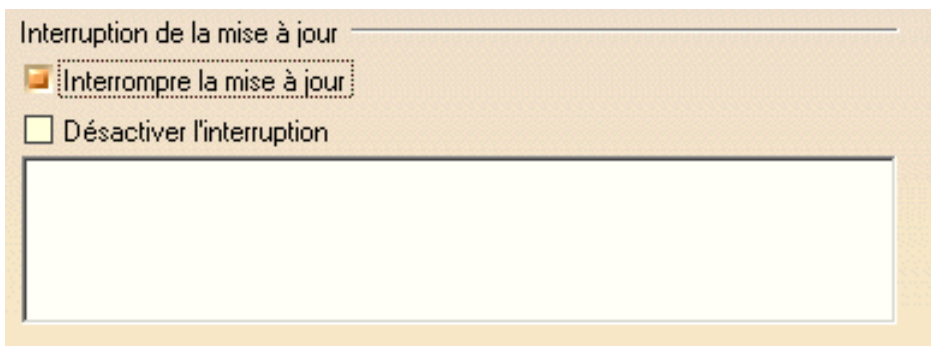 Interruption de la mise à jour
Interrompre la mise à jour
Désactiver l'interruption